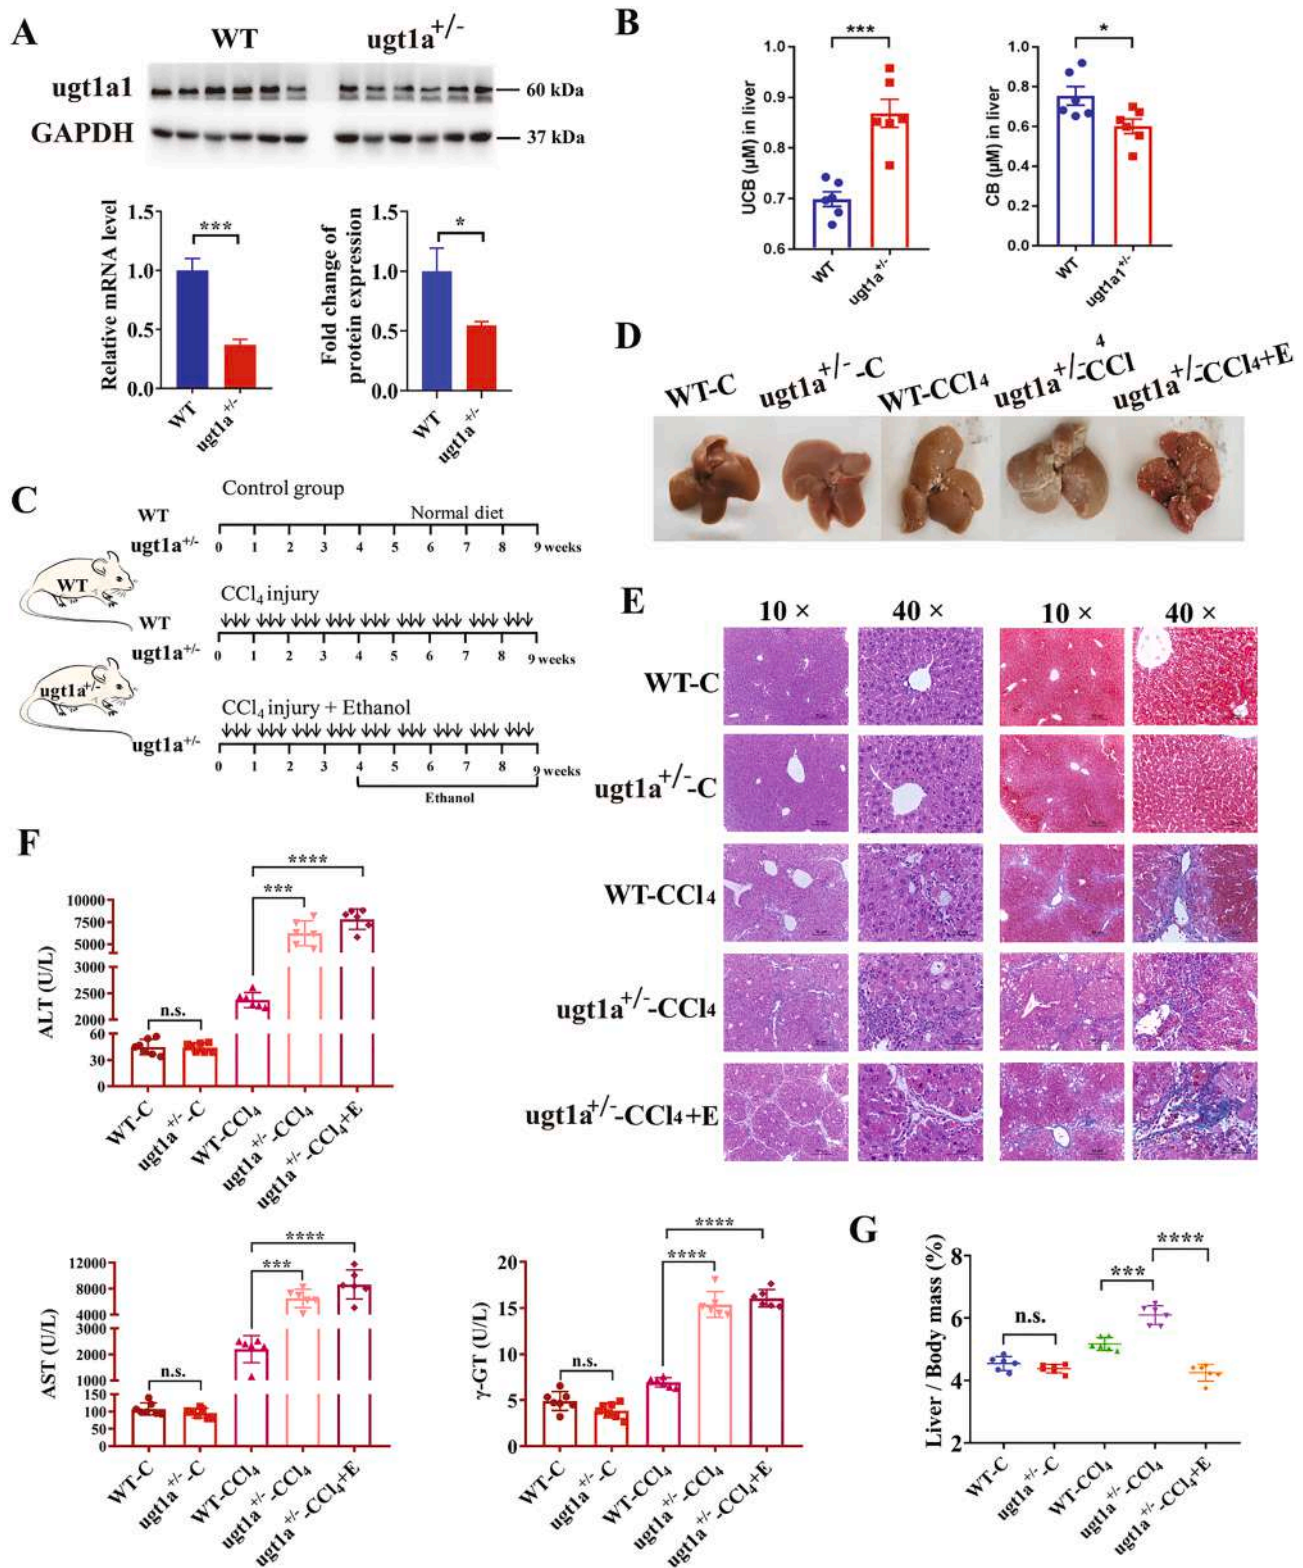 A
WT ugt1a+/-
ugt1a1
60 kDa
GAPDH
37 kDa
Relative mRNA level
1.5
1.0
0.5
0.0
***
WT
ugt1a+/-
Fold change of
protein expression
1.5
1.0
0.5
0.0
*
WT
ugt1a+/-
B
UCB (μM) in liver
1.0
0.9
0.8
0.7
0.6
***
WT
ugt1a+/-
CB (μM) in liver
1.0
0.8
0.6
0.4
0.2
0.0
*
WT
ugt1a1+/-
C
Control group
WT
ugt1a+/-
Normal diet
0 1 2 3 4 5 6 7 8 9 weeks
WT
CCl4 injury
WT
ugt1a+/-
0 1 2 3 4 5 6 7 8 9 weeks
ugt1a+/-
CCl4 injury + Ethanol
ugt1a+/-
0 1 2 3 4 5 6 7 8 9 weeks
Ethanol
D
WT-C ugt1a+/- -C WT-CCl4 ugt1a+/-CCl4 ugt1a+/-CCl4+E
E
10 × 40 × 10 × 40 ×
WT-C
ugt1a+/- -C
WT-CCl4
ugt1a+/- -CCl4
ugt1a+/- -CCl4+E
F
ALT (U/L)
10000
7500
5000
3000
2500
2000
60
30
0
n.s.
***
****
WT-C
ugt1a+/- -C
WT-CCl4
ugt1a+/- -CCl4
ugt1a+/- -CCl4+E
AST (U/L)
12000
8000
4000
3000
2000
1000
150
100
50
0
n.s.
***
****
WT-C
ugt1a+/- -C
WT-CCl4
ugt1a+/- -CCl4
ugt1a+/- -CCl4+E
γ-GT (U/L)
20
15
10
5
0
n.s.
****
****
WT-C
ugt1a+/- -C
WT-CCl4
ugt1a+/- -CCl4
ugt1a+/- -CCl4+E
G
Liver / Body mass (%)
8
6
4
2
n.s.
***
****
WT-C
ugt1a+/- -C
WT-CCl4
ugt1a+/- -CCl4
ugt1a+/- -CCl4+E